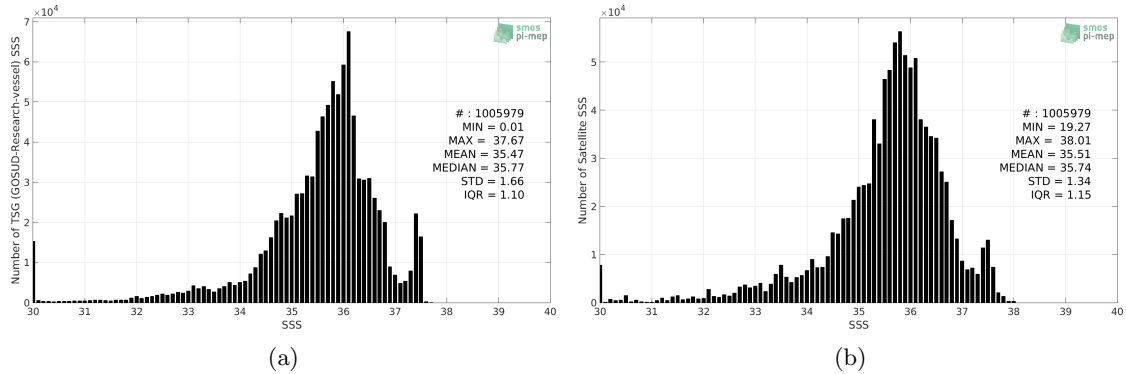 ×10⁴
7
6
5
4
3
2
1
0
Number of TSG (GOSUD-Research-vessel) SSS
smos
pi-mep
# : 1005979
MIN = 0.01
MAX = 37.67
MEAN = 35.47
MEDIAN = 35.77
STD = 1.66
IQR = 1.10
30 31 32 33 34 35 36 37 38 39 40
SSS
(a)
×10⁴
5
4
3
2
1
0
Number of Satellite SSS
smos
pi-mep
# : 1005979
MIN = 19.27
MAX = 38.01
MEAN = 35.51
MEDIAN = 35.74
STD = 1.34
IQR = 1.15
30 31 32 33 34 35 36 37 38 39 40
SSS
(b)